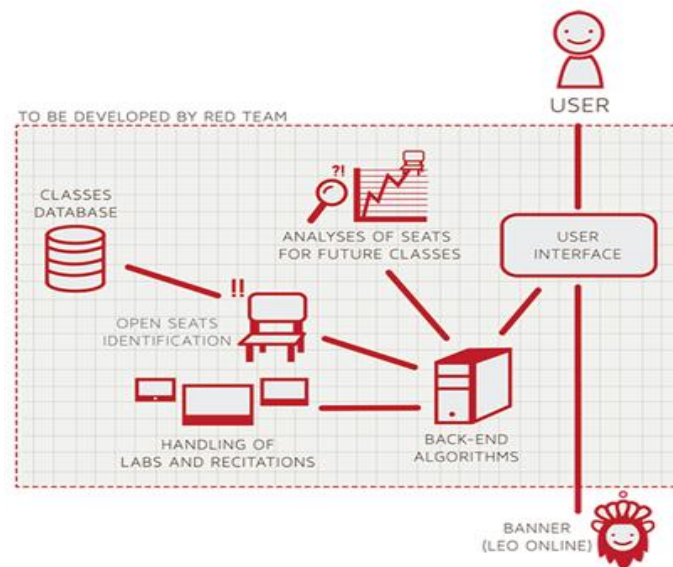 USER
TO BE DEVELOPED BY RED TEAM
CLASSES
DATABASE
?!
ANALYSES OF SEATS
FOR FUTURE CLASSES
USER
INTERFACE
!!
OPEN SEATS
IDENTIFICATION
HANDLING OF
LABS AND RECITATIONS
BACK-END
ALGORITHMS
BANNER
(LEO ONLINE)